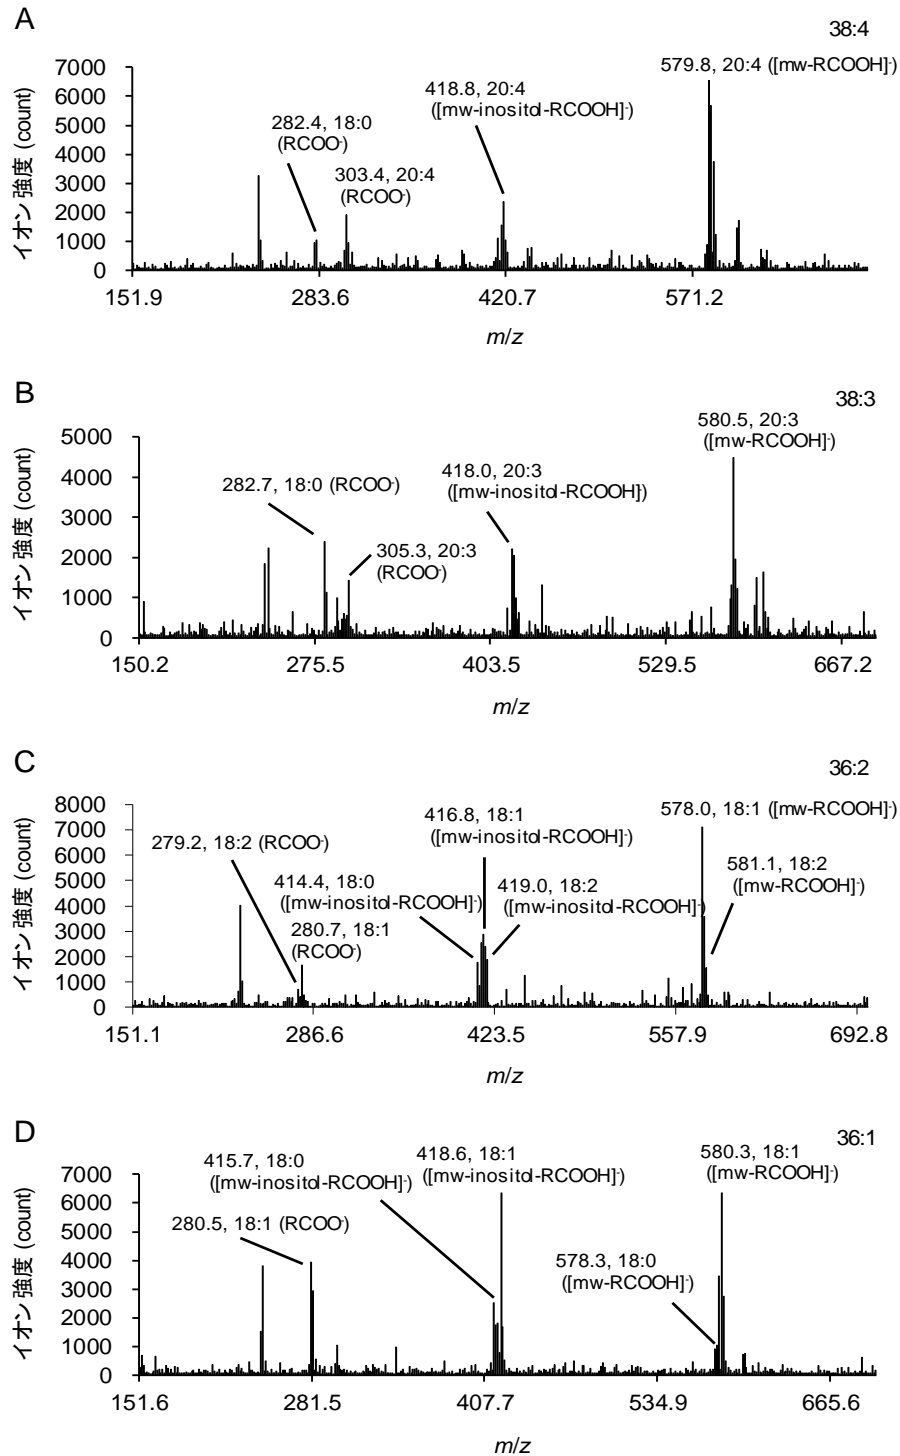 A
38:4
7000
6000
5000
4000
3000
2000
1000
0
イオン強度 (count)
579.8, 20:4 ([mw-RCOOH]-)
418.8, 20:4
([mw-inositol-RCOOH]-)
282.4, 18:0
(RCOO-)
303.4, 20:4
(RCOO-)
151.9 283.6 420.7 571.2
m/z
B
38:3
5000
4000
3000
2000
1000
0
イオン強度 (count)
580.5, 20:3
([mw-RCOOH]-)
418.0, 20:3
([mw-inositol-RCOOH]-)
282.7, 18:0 (RCOO-)
305.3, 20:3
(RCOO-)
150.2 275.5 403.5 529.5 667.2
m/z
C
36:2
8000
7000
6000
5000
4000
3000
2000
1000
0
イオン強度 (count)
578.0, 18:1 ([mw-RCOOH]-)
416.8, 18:1
([mw-inositol-RCOOH]-)
279.2, 18:2 (RCOO-)
581.1, 18:2
([mw-RCOOH]-)
414.4, 18:0
([mw-inositol-RCOOH]-)
419.0, 18:2
([mw-inositol-RCOOH]-)
280.7, 18:1
(RCOO-)
151.1 286.6 423.5 557.9 692.8
m/z
D
36:1
7000
6000
5000
4000
3000
2000
1000
0
イオン強度 (count)
415.7, 18:0
([mw-inositol-RCOOH]-)
418.6, 18:1
([mw-inositol-RCOOH]-)
580.3, 18:1
([mw-RCOOH]-)
280.5, 18:1 (RCOO-)
578.3, 18:0
([mw-RCOOH]-)
151.6 281.5 407.7 534.9 665.6
m/z